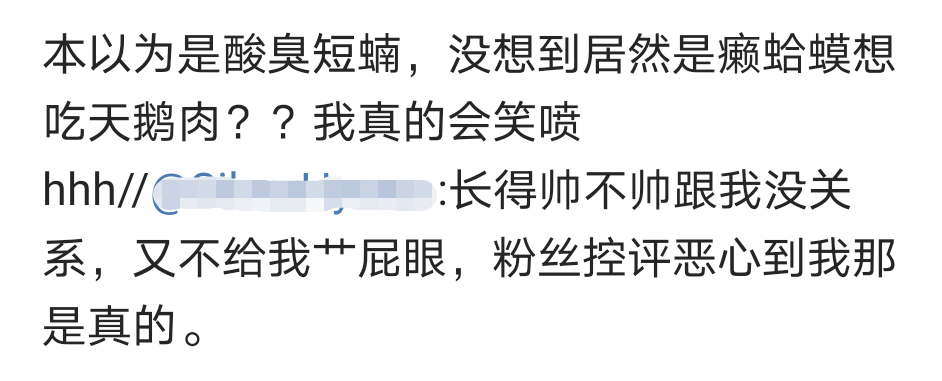 本以为是酸臭短蝻，没想到居然是癞蛤蟆想
吃天鹅肉？？我真的会笑喷
hhh//@:长得帅不帅跟我没关
系，又不给我艹屁眼，粉丝控评恶心到我那
是真的。